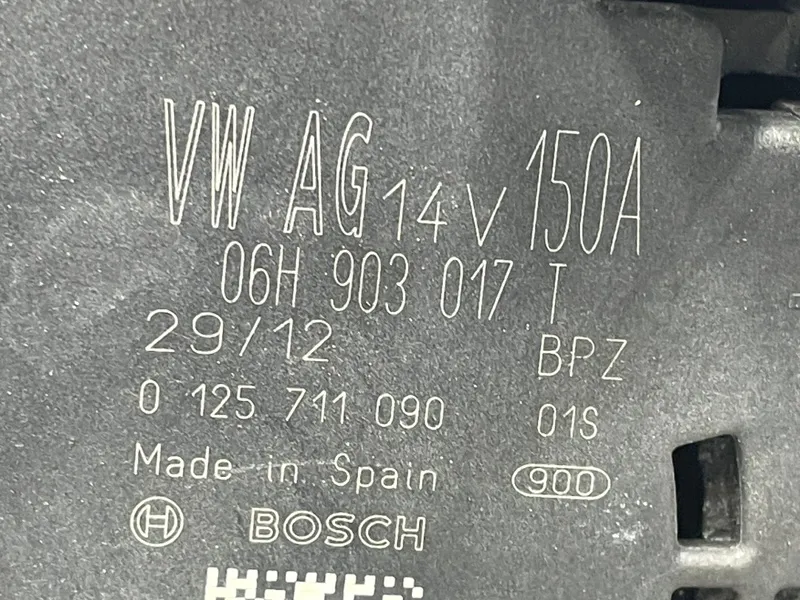 VW AG 14V 150A
06H 903 017 T
29/12 BPZ
0 125 711 090 01S
Made in Spain 900
BOSCH